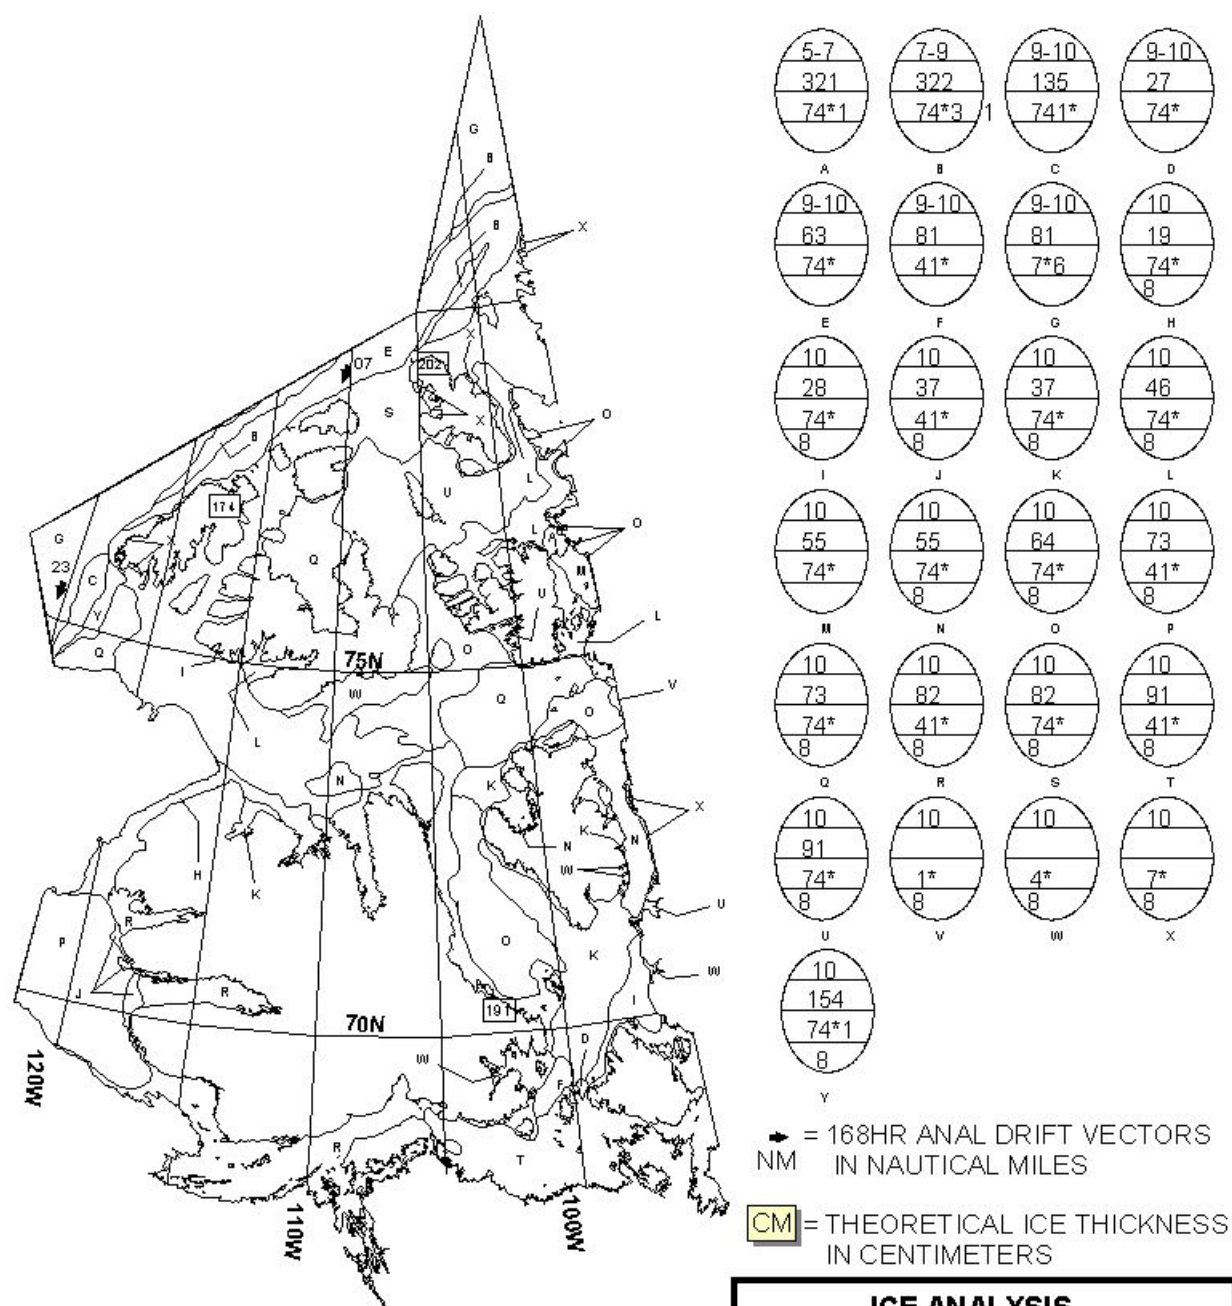 G
B
B
X
E
07
202
X
S
X
O
B
L
174
U
L
O
Q
G
23
M
C
U
Y
L
Q
I
75N
O
W
V
Q
O
L
N
K
X
K
N
N
H
K
W
R
U
P
O
K
W
J
R
I
191
70N
D
W
F
120W
R
T
110W
100W
5-7
321
74*1
A
7-9
322
74*3 1
B
9-10
135
741*
C
9-10
27
74*
D
9-10
63
74*
E
9-10
81
41*
F
9-10
81
7*6
G
10
19
74*
8
H
10
28
74*
8
I
10
37
41*
8
J
10
37
74*
8
K
10
46
74*
8
L
10
55
74*
M
10
55
74*
8
N
10
64
74*
8
O
10
73
41*
8
P
10
73
74*
8
Q
10
82
41*
8
R
10
82
74*
8
S
10
91
41*
8
T
10
91
74*
8
U
10
1*
8
V
10
4*
8
W
10
7*
8
X
10
154
74*1
8
Y
= 168HR ANAL DRIFT VECTORS
NM IN NAUTICAL MILES
CM = THEORETICAL ICE THICKNESS
IN CENTIMETERS
ICE ANALYSIS